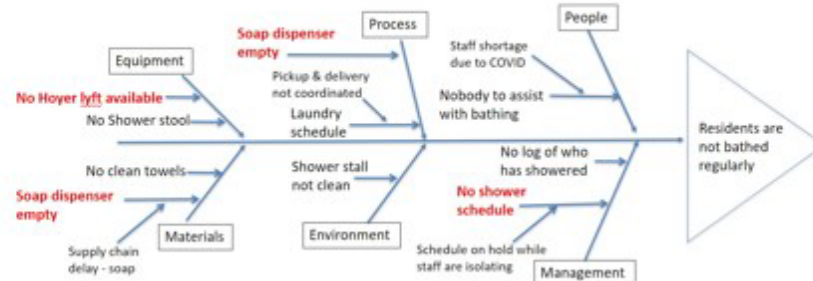 Process
People
Soap dispenser
empty
Equipment
Staff shortage
due to COVID
Pickup & delivery
not coordinated
No Hoyer lyft available
Nobody to assist
with bathing
Laundry
schedule
No Shower stool
Residents are
not bathed
regularly
No clean towels
Shower stall
not clean
No log of who
has showered
Soap dispenser
empty
No shower
schedule
Supply chain
delay - soap
Materials
Environment
Schedule on hold while
staff are isolating
Management